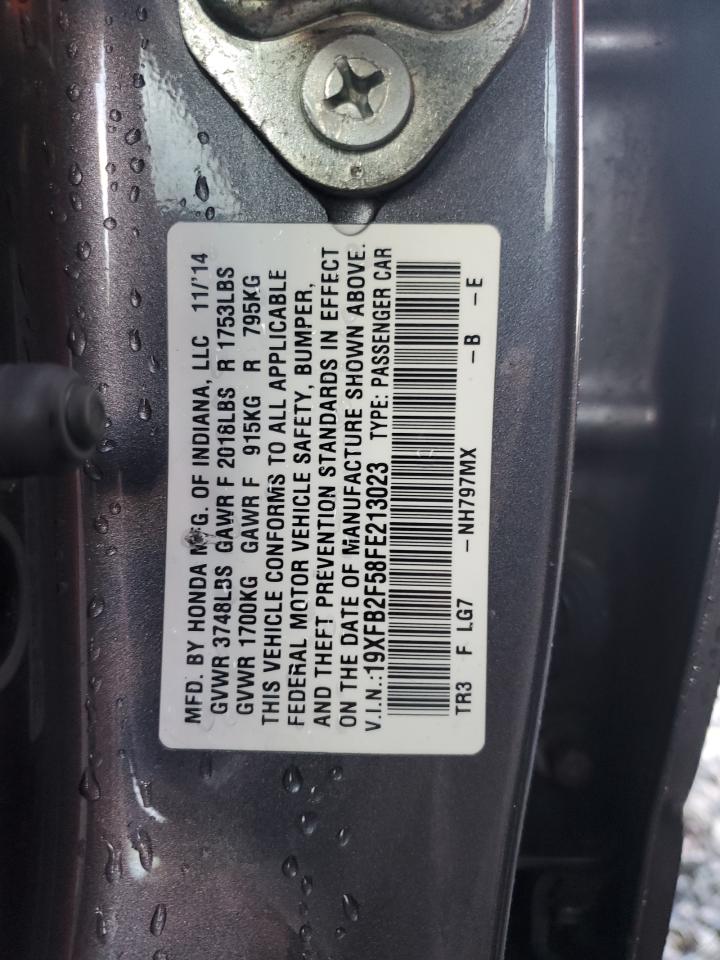 MFD. BY HONDA MFG. OF INDIANA, LLC 11/'14
GVWR 3748LBS GAWR F 2016LBS R 1753LBS
GVWR 1700KG GAWR F 915KG R 795KG
THIS VEHICLE CONFORMS TO ALL APPLICABLE
FEDERAL MOTOR VEHICLE SAFETY, BUMPER,
AND THEFT PREVENTION STANDARDS IN EFFECT
ON THE DATE OF MANUFACTURE SHOWN ABOVE.
V.I.N.:19XFB2F58FE213023 TYPE: PASSENGER CAR
TR3 F LG7 -NH797MX -B -E